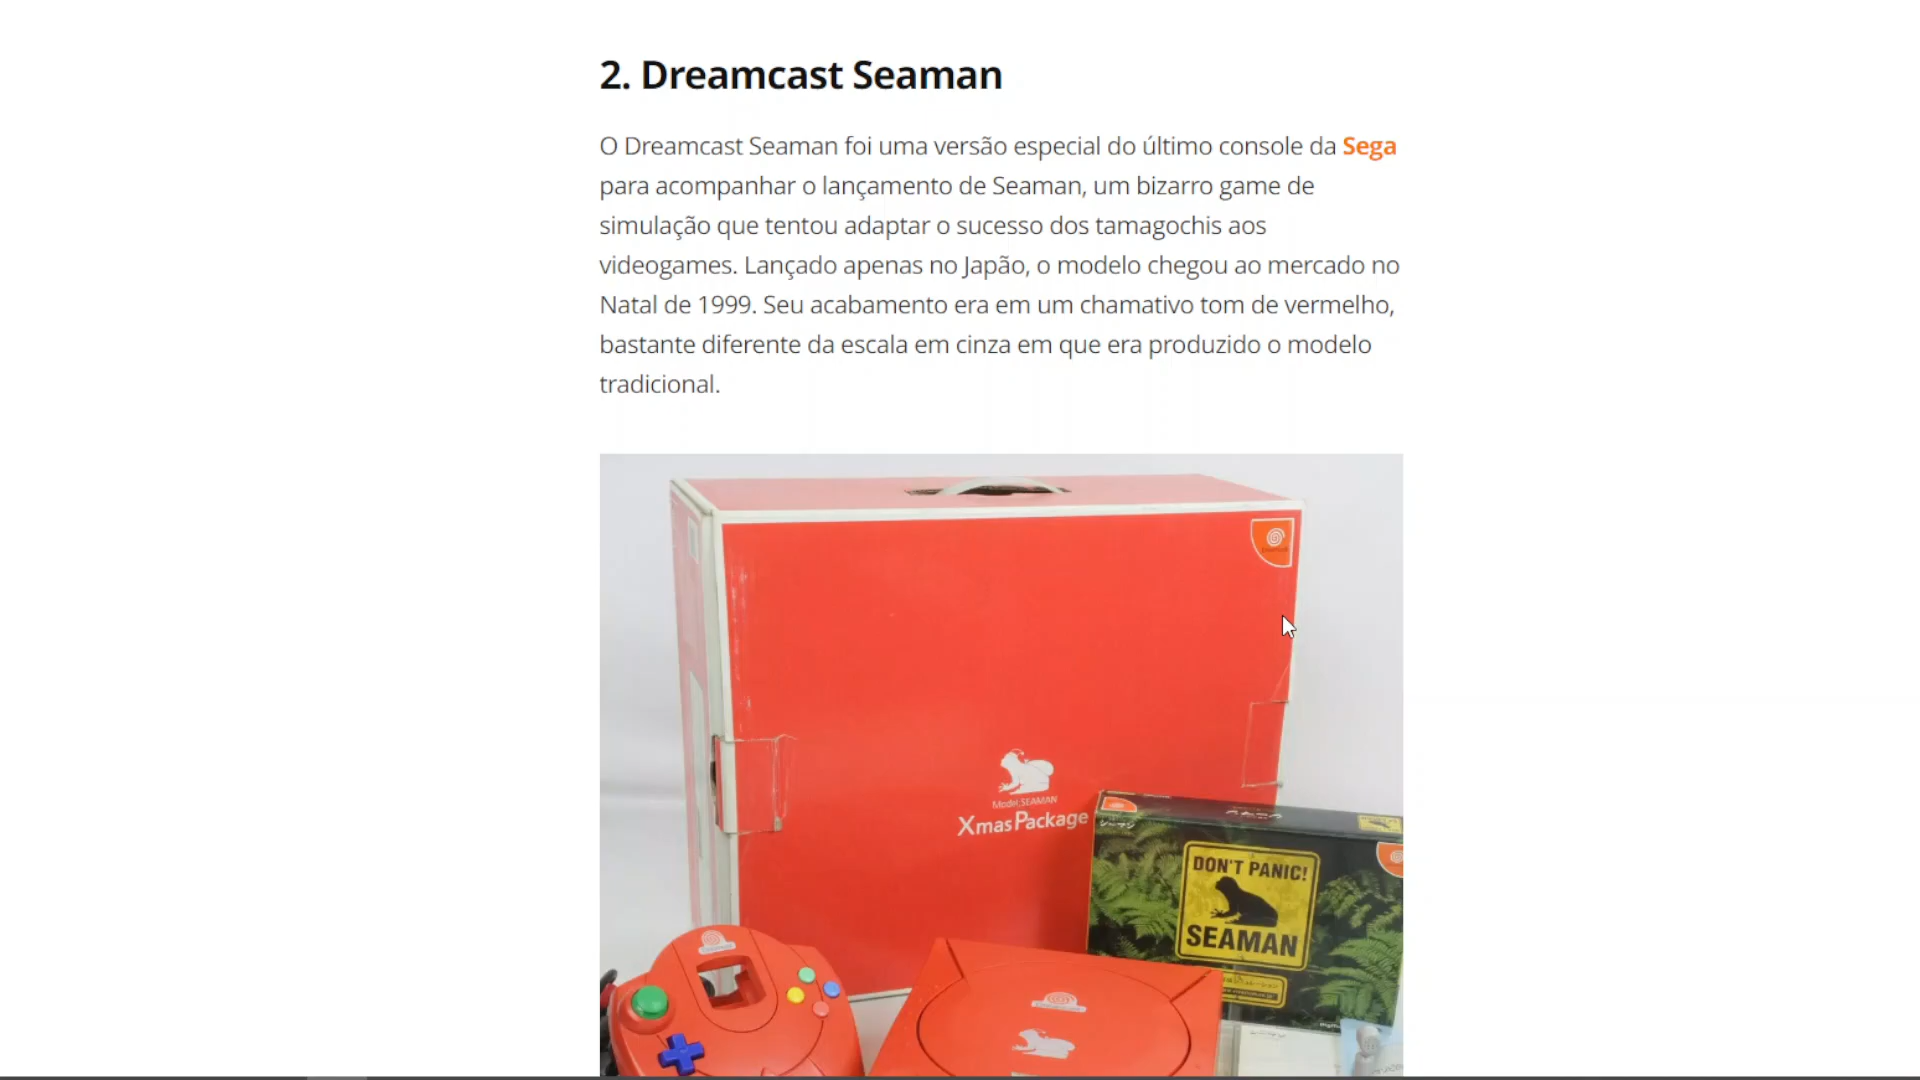 2. Dreamcast Seaman
O Dreamcast Seaman foi uma versão especial do último console da Sega
para acompanhar o lançamento de Seaman, um bizarro game de
simulação que tentou adaptar o sucesso dos tamagochis aos
videogames. Lançado apenas no Japão, o modelo chegou ao mercado no
Natal de 1999. Seu acabamento era em um chamativo tom de vermelho,
bastante diferente da escala em cinza em que era produzido o modelo
tradicional.
Model.SEAMAN
Xmas Package
DON'T PANIC!
SEAMAN